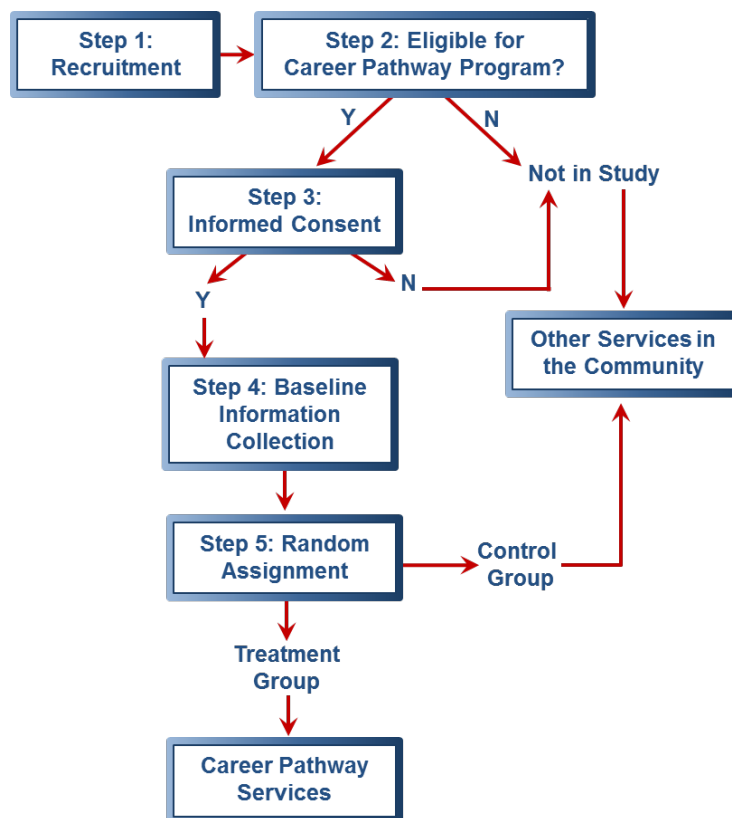 Step 1:
Recruitment
Step 2: Eligible for
Career Pathway Program?
Y
N
Not in Study
Step 3:
Informed Consent
Y
N
Other Services in
the Community
Step 4: Baseline
Information
Collection
Step 5: Random
Assignment
Control
Group
Treatment
Group
Career Pathway
Services